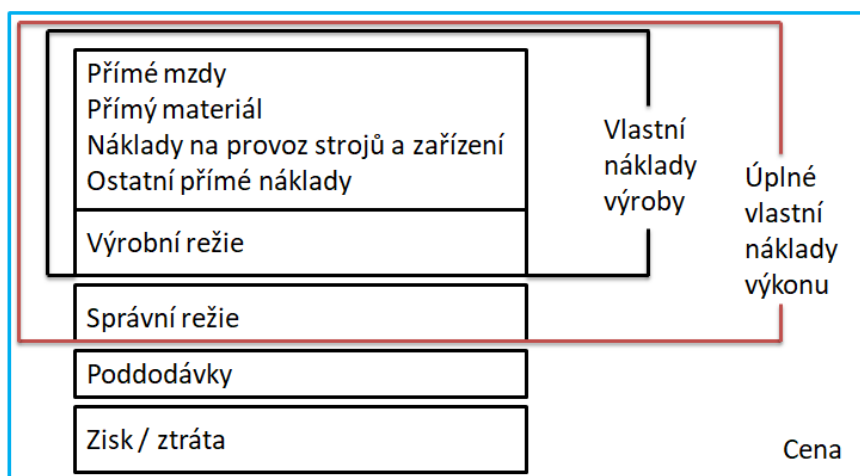 Přímé mzdy
Přímý materiál
Náklady na provoz strojů a zařízení
Ostatní přímé náklady
Výrobní režie
Správní režie
Poddodávky
Zisk / ztráta
Vlastní
náklady
výroby
Úplné
vlastní
náklady
výkonu
Cena